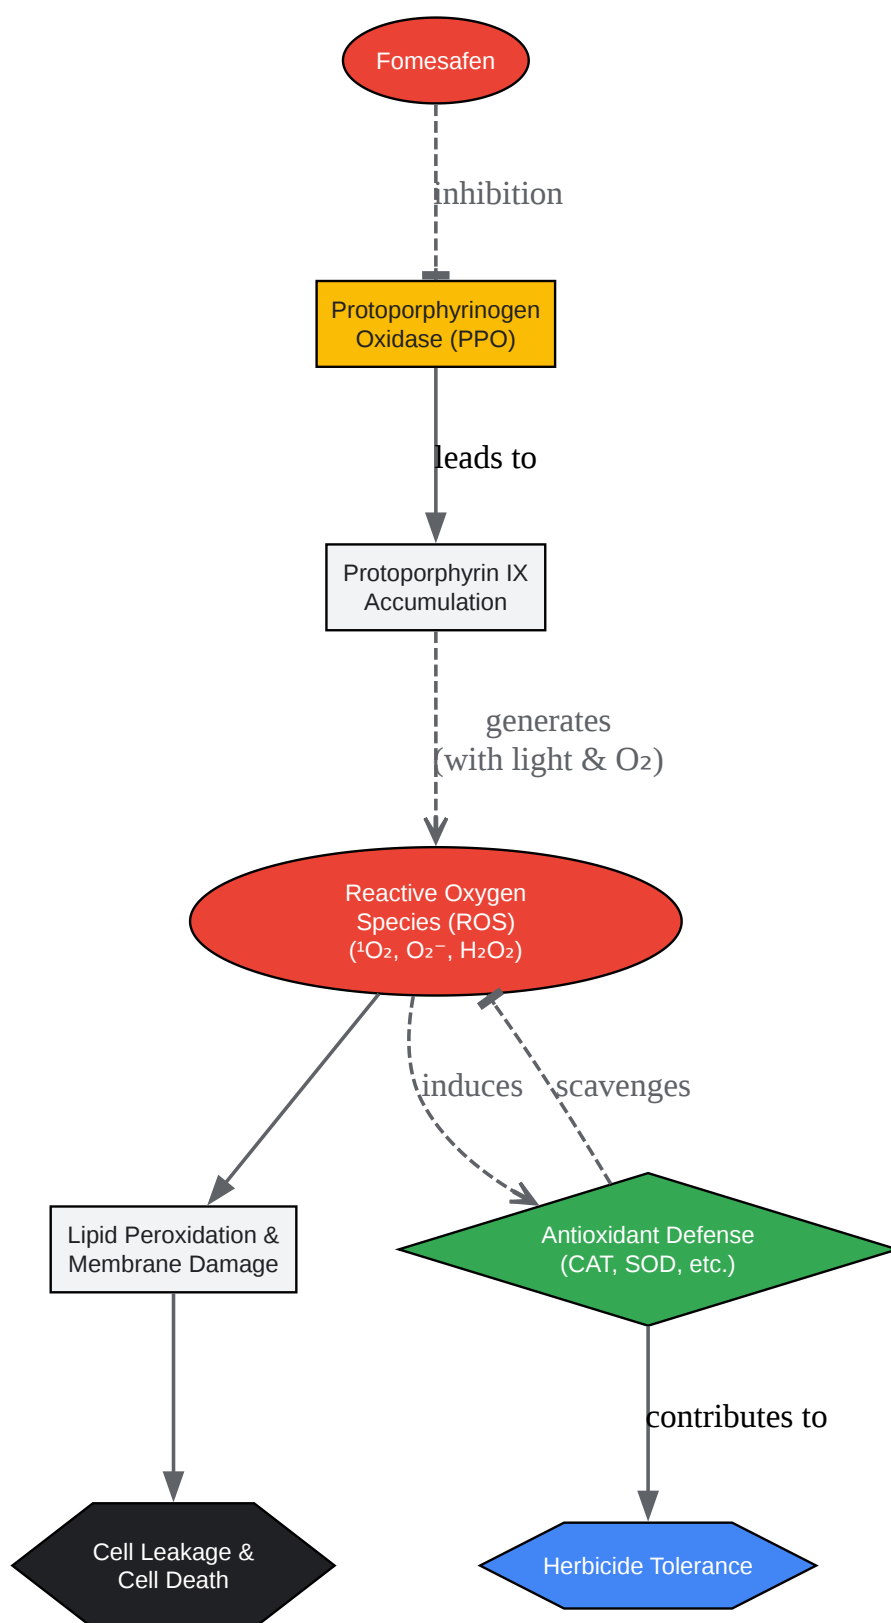 Fomesafen
inhibition
Protoporphyrinogen
Oxidase (PPO)
leads to
Protoporphyrin IX
Accumulation
generates
(with light & O₂)
Reactive Oxygen
Species (ROS)
(¹O₂, O₂⁻, H₂O₂)
induces
scavenges
Lipid Peroxidation &
Membrane Damage
Antioxidant Defense
(CAT, SOD, etc.)
contributes to
Cell Leakage &
Cell Death
Herbicide Tolerance